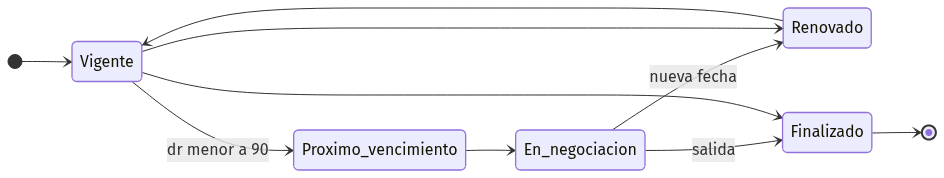 Renovado
Vigente
nueva fecha
Finalizado
dr menor a 90
Proximo_vencimiento
En_negociacion
salida